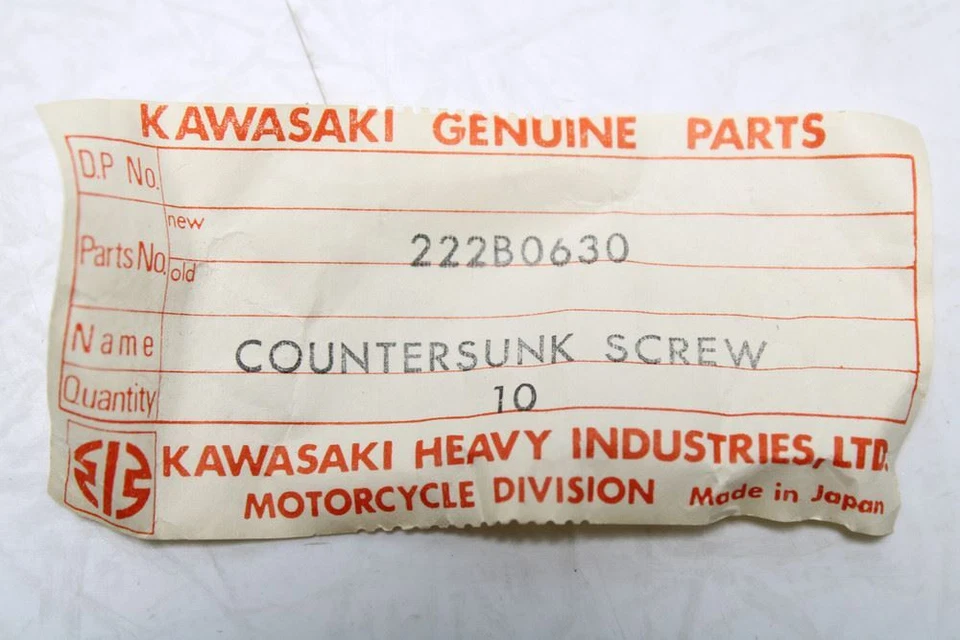 KAWASAKI GENUINE PARTS
D.P No.
Parts No. new 222B0630
old
Name COUNTERSUNK SCREW
Quantity 10
KAWASAKI HEAVY INDUSTRIES, LTD.
MOTORCYCLE DIVISION Made in Japan